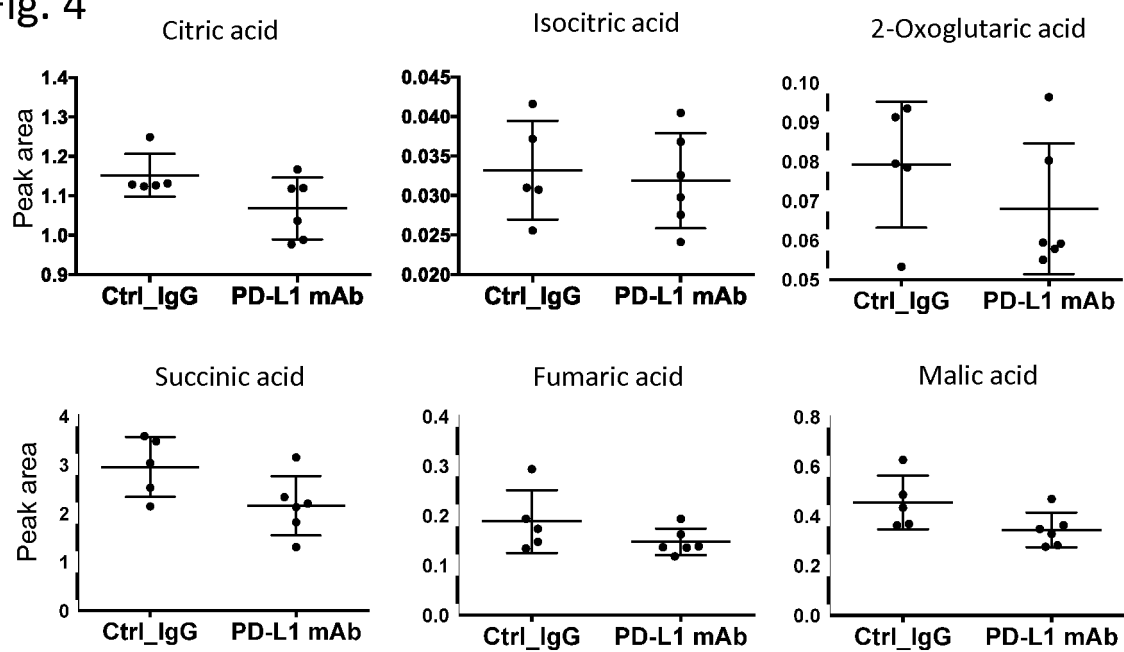 Fig. 4
Citric acid
Isocitric acid
2-Oxoglutaric acid
Peak area
1.4
1.3
1.2
1.1
1.0
0.9
Ctrl_IgG PD-L1 mAb
0.045
0.040
0.035
0.030
0.025
0.020
Ctrl_IgG PD-L1 mAb
0.10
0.09
0.08
0.07
0.06
0.05
Ctrl_IgG PD-L1 mAb
Succinic acid
Fumaric acid
Malic acid
Peak area
4
3
2
1
0
Ctrl_IgG PD-L1 mAb
0.4
0.3
0.2
0.1
0.0
Ctrl_IgG PD-L1 mAb
0.8
0.6
0.4
0.2
0.0
Ctrl_IgG PD-L1 mAb